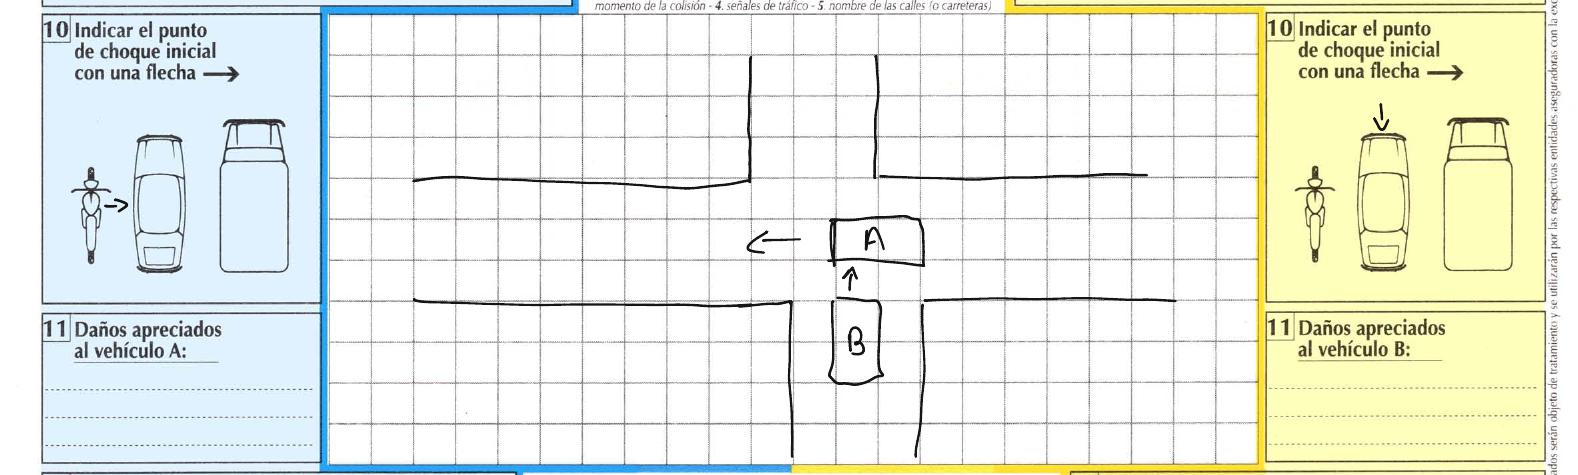 momento de la colisión - 4. señales de tráfico - 5. nombre de las calles (o carreteras)
10 Indicar el punto
de choque inicial
con una flecha →
11 Daños apreciados
al vehículo A:
A
B
10 Indicar el punto
de choque inicial
con una flecha →
11 Daños apreciados
al vehículo B:
ados serán objeto de tratamiento y se utilizarán por las respectivas entidades aseguradoras con la exc